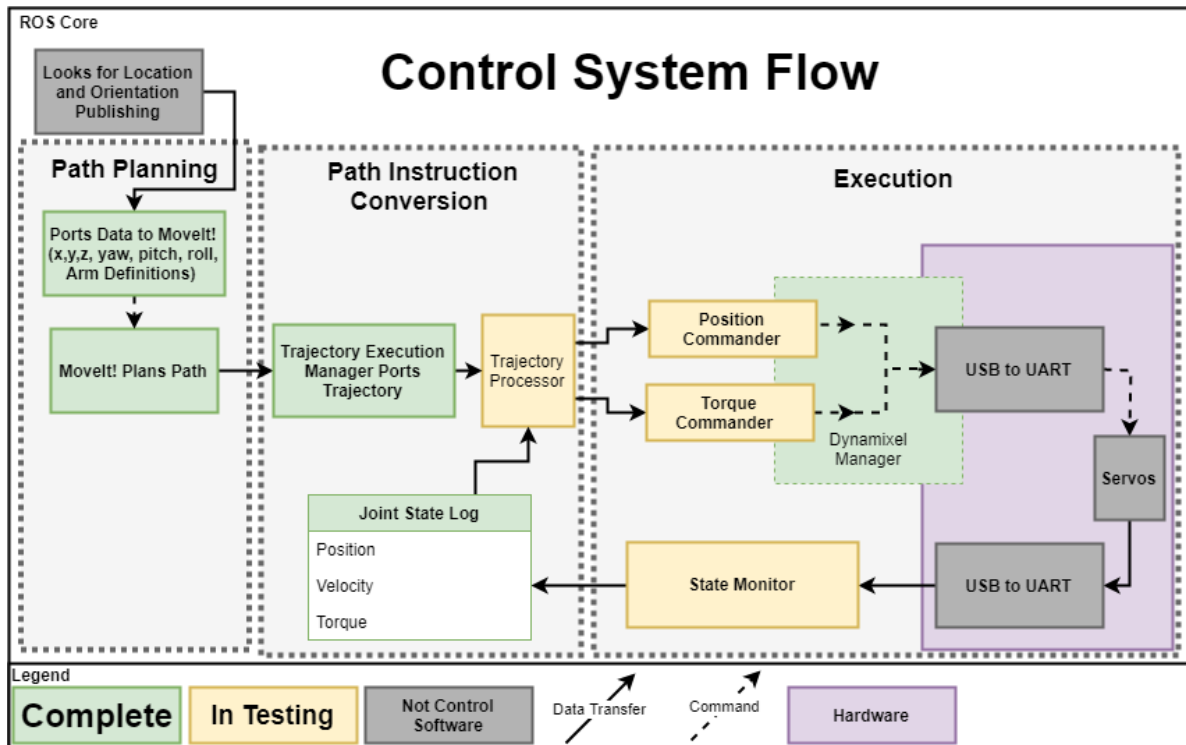 ROS Core
Control System Flow
Looks for Location
and Orientation
Publishing
Path Planning
Ports Data to MoveIt!
(x,y,z, yaw, pitch, roll,
Arm Definitions)
MoveIt! Plans Path
Path Instruction
Conversion
Trajectory Execution
Manager Ports
Trajectory
Trajectory
Processor
Joint State Log
Position
Velocity
Torque
Execution
Position
Commander
Torque
Commander
Dynamixel
Manager
USB to UART
Servos
USB to UART
State Monitor
Legend
Complete
In Testing
Not Control
Software
Data Transfer
Command
Hardware